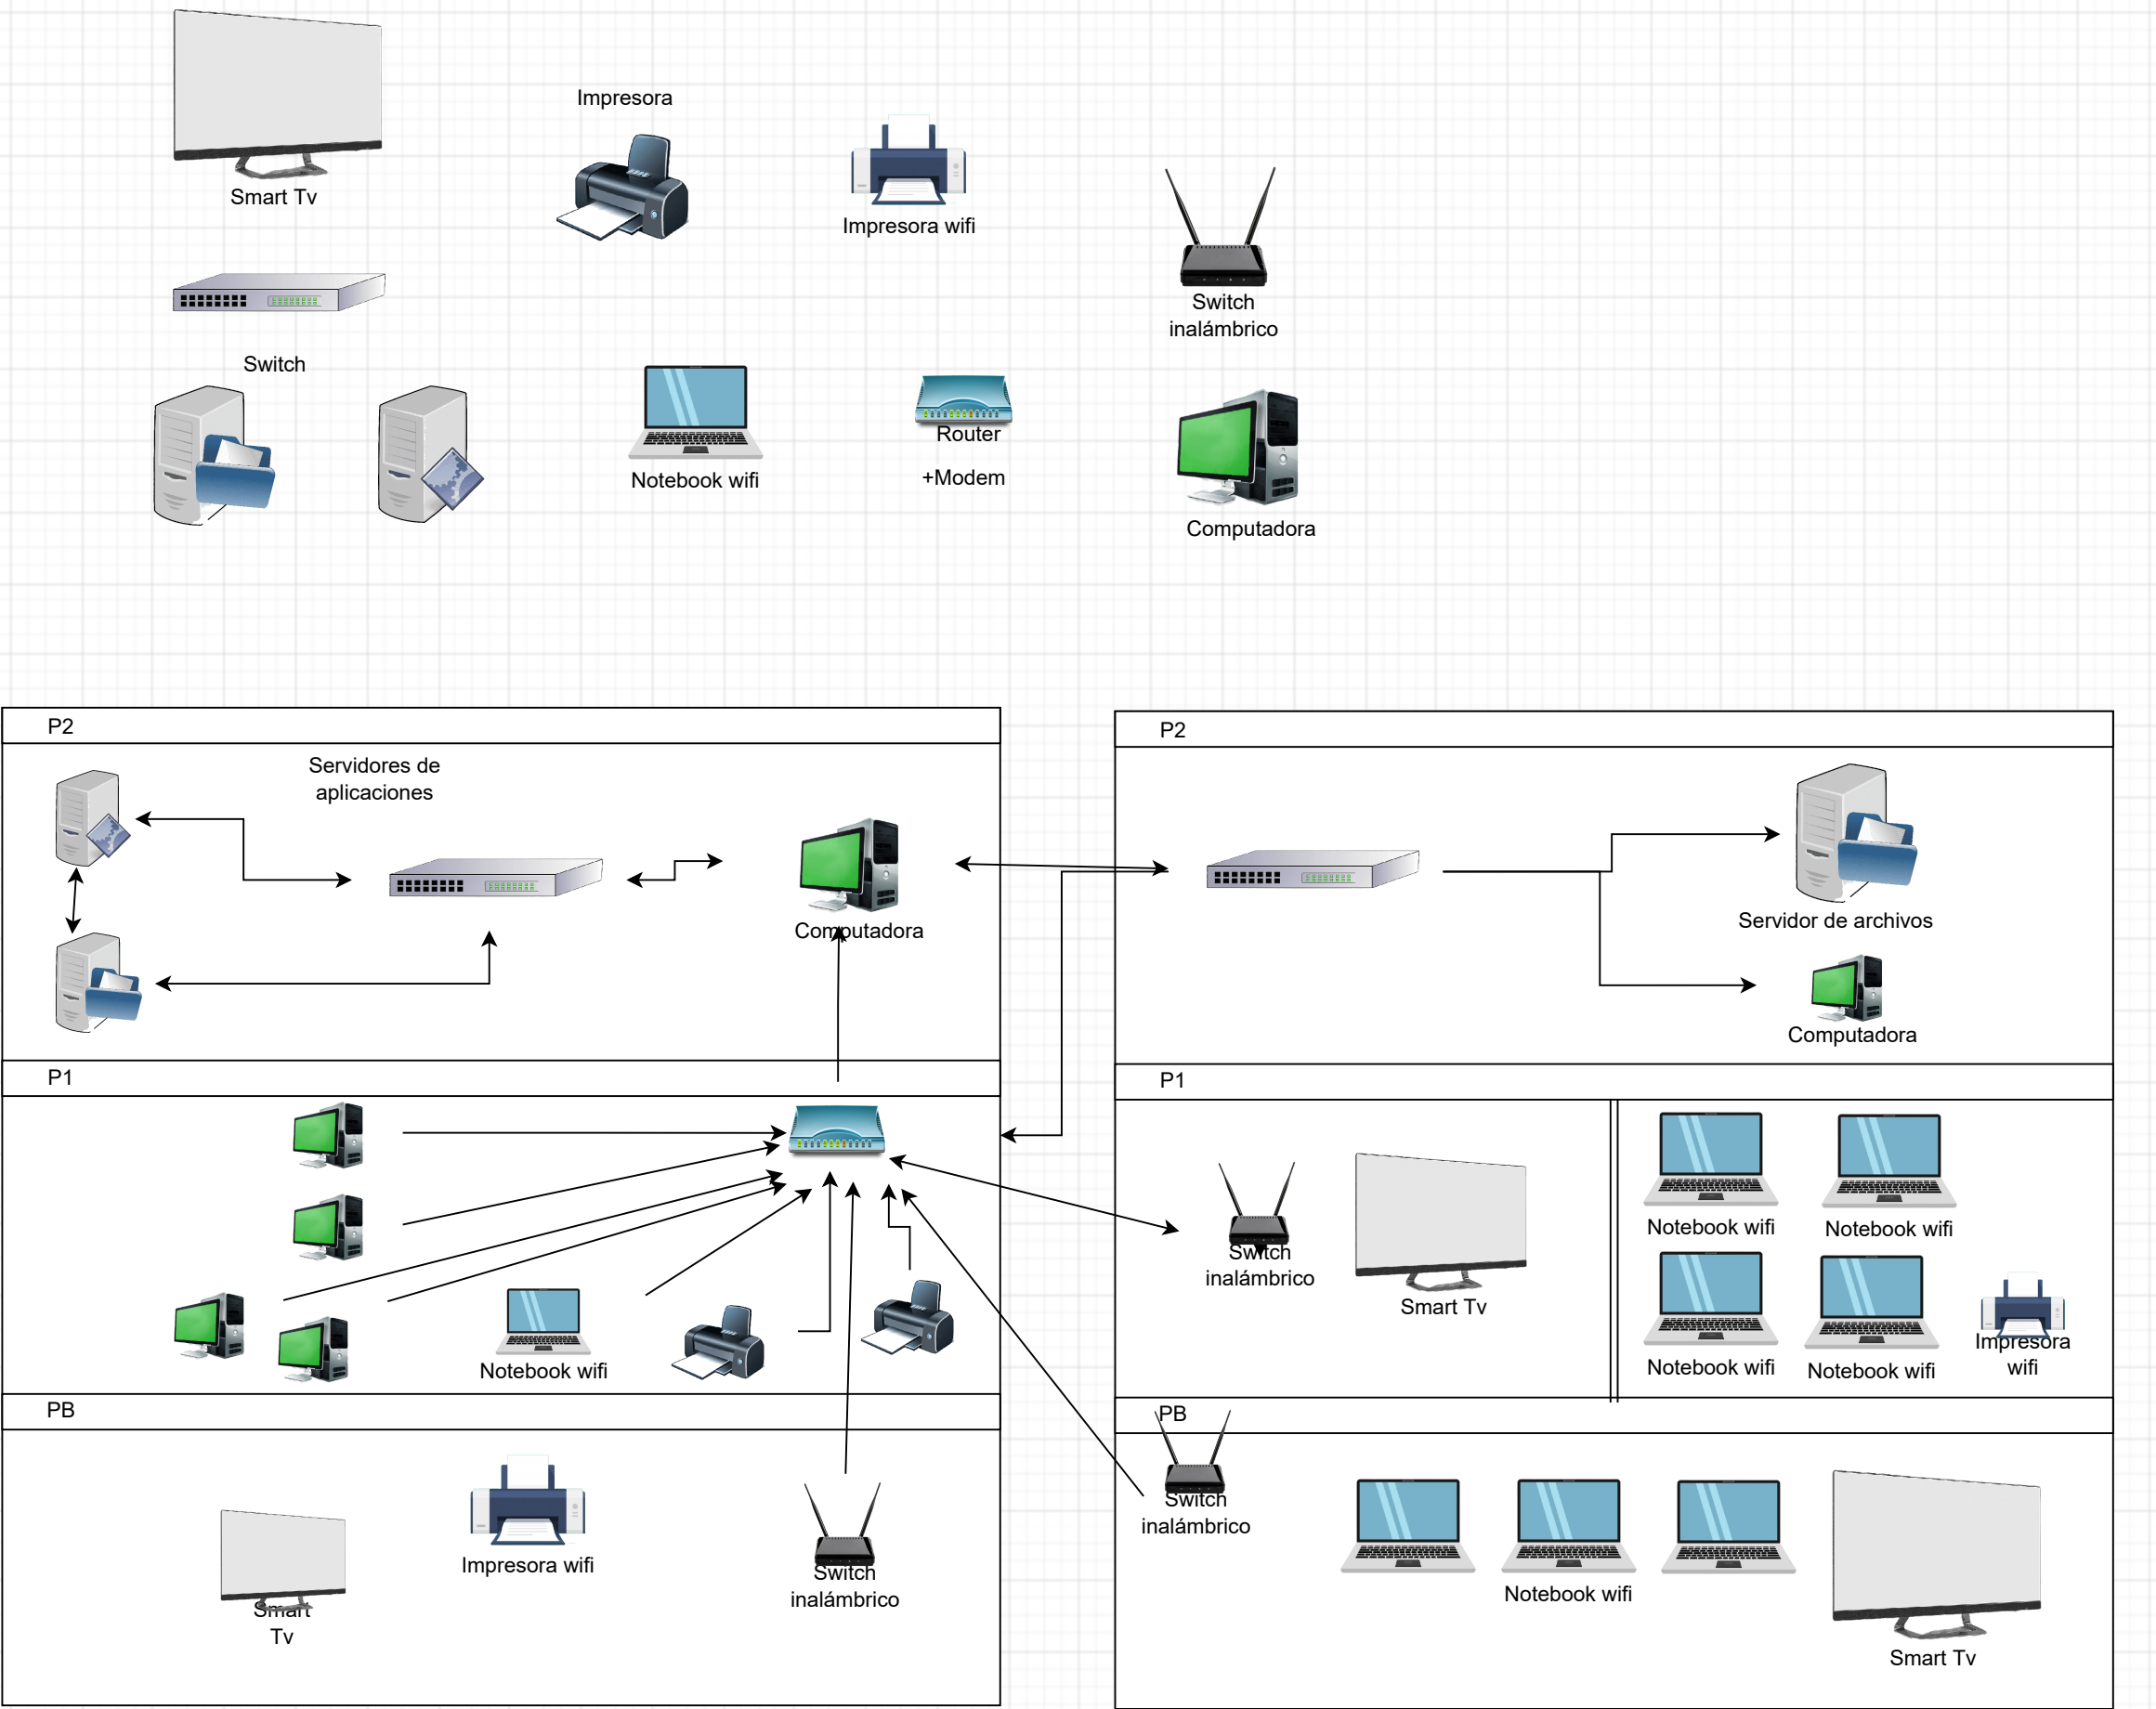 Smart Tv
Impresora
Impresora wifi
Switch
inalámbrico
Switch
Notebook wifi
Router
+Modem
Computadora
P2
Servidores de
aplicaciones
Computadora
P1
Notebook wifi
PB
Smart
Tv
Impresora wifi
Switch
inalámbrico
P2
Servidor de archivos
Computadora
P1
Switch
inalámbrico
Smart Tv
Notebook wifi
Notebook wifi
Notebook wifi
Notebook wifi
Impresora
wifi
PB
Switch
inalámbrico
Notebook wifi
Smart Tv